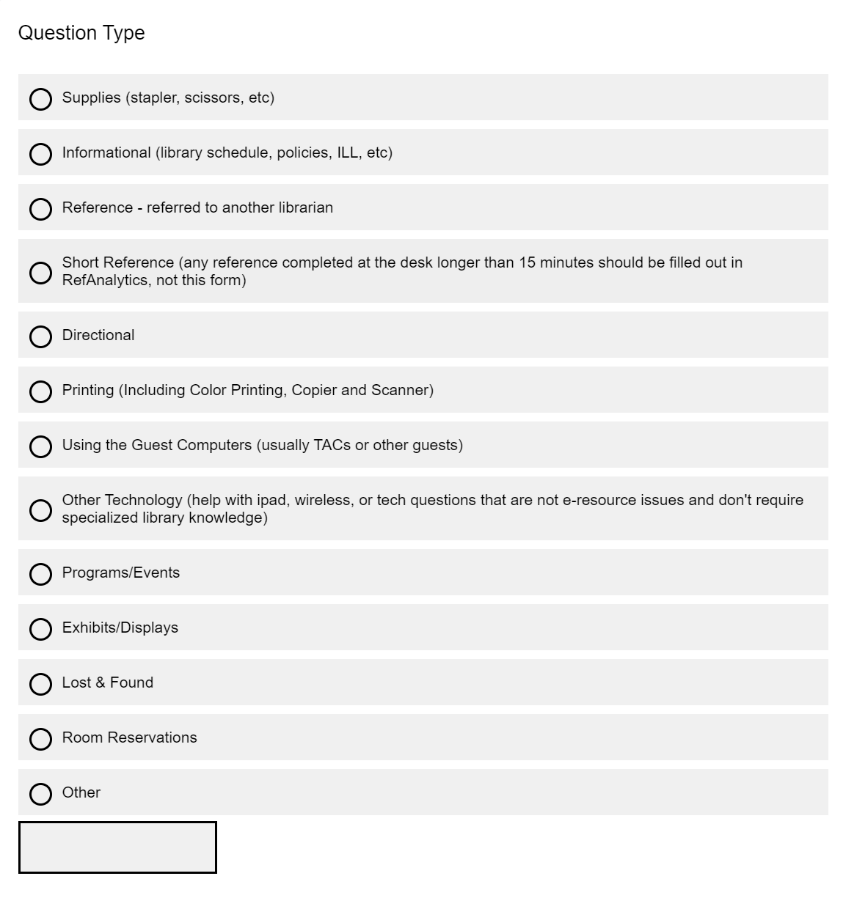 Question Type
Supplies (stapler, scissors, etc)
Informational (library schedule, policies, ILL, etc)
Reference - referred to another librarian
Short Reference (any reference completed at the desk longer than 15 minutes should be filled out in
RefAnalytics, not this form)
Directional
Printing (Including Color Printing, Copier and Scanner)
Using the Guest Computers (usually TACs or other guests)
Other Technology (help with ipad, wireless, or tech questions that are not e-resource issues and don't require
specialized library knowledge)
Programs/Events
Exhibits/Displays
Lost & Found
Room Reservations
Other